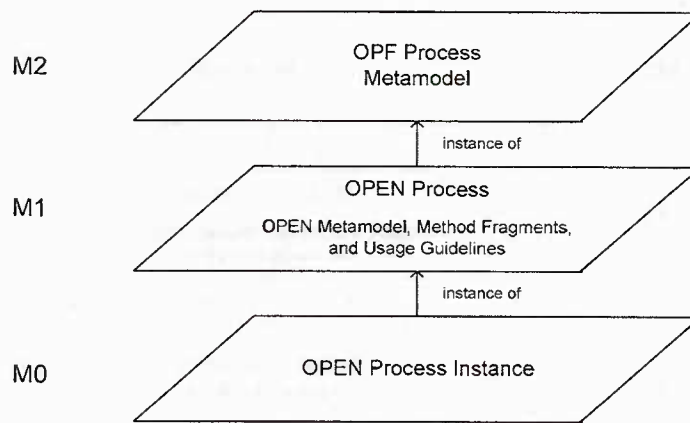 M2
OPF Process
Metamodel
instance of
M1
OPEN Process
OPEN Metamodel, Method Fragments,
and Usage Guidelines
instance of
M0
OPEN Process Instance